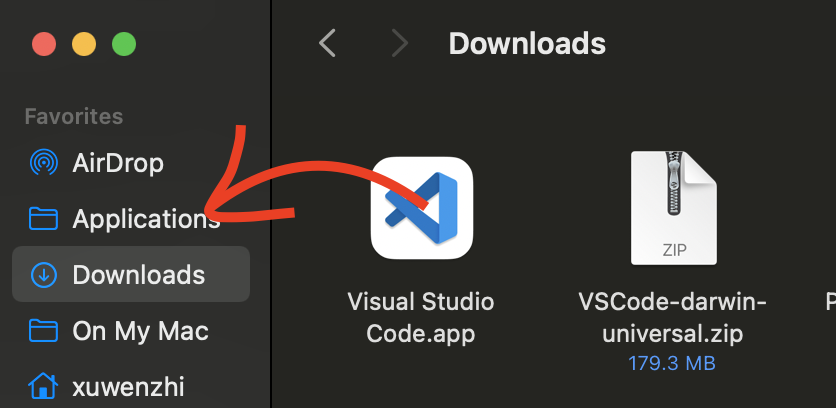 Downloads
Favorites
AirDrop
Applications
Downloads
On My Mac
xuwenzhi
Visual Studio
Code.app
ZIP
VSCode-darwin-
universal.zip
179.3 MB